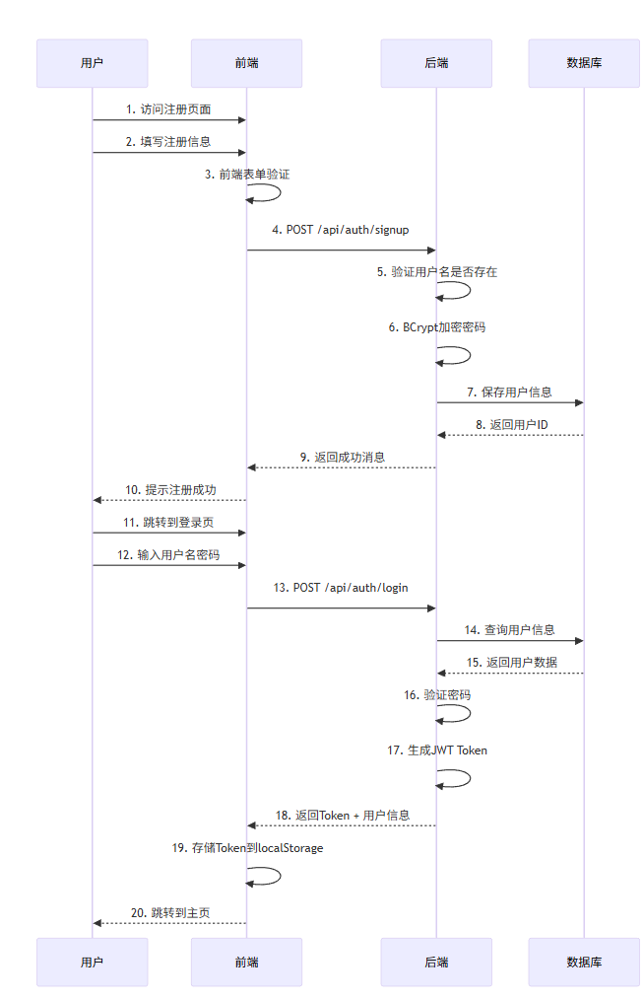 用户
前端
后端
数据库
1. 访问注册页面
2. 填写注册信息
3. 前端表单验证
4. POST /api/auth/signup
5. 验证用户名是否存在
6. BCrypt加密密码
7. 保存用户信息
8. 返回用户ID
9. 返回成功消息
10. 提示注册成功
11. 跳转到登录页
12. 输入用户名密码
13. POST /api/auth/login
14. 查询用户信息
15. 返回用户数据
16. 验证密码
17. 生成JWT Token
18. 返回Token + 用户信息
19. 存储Token到localStorage
20. 跳转到主页
用户
前端
后端
数据库